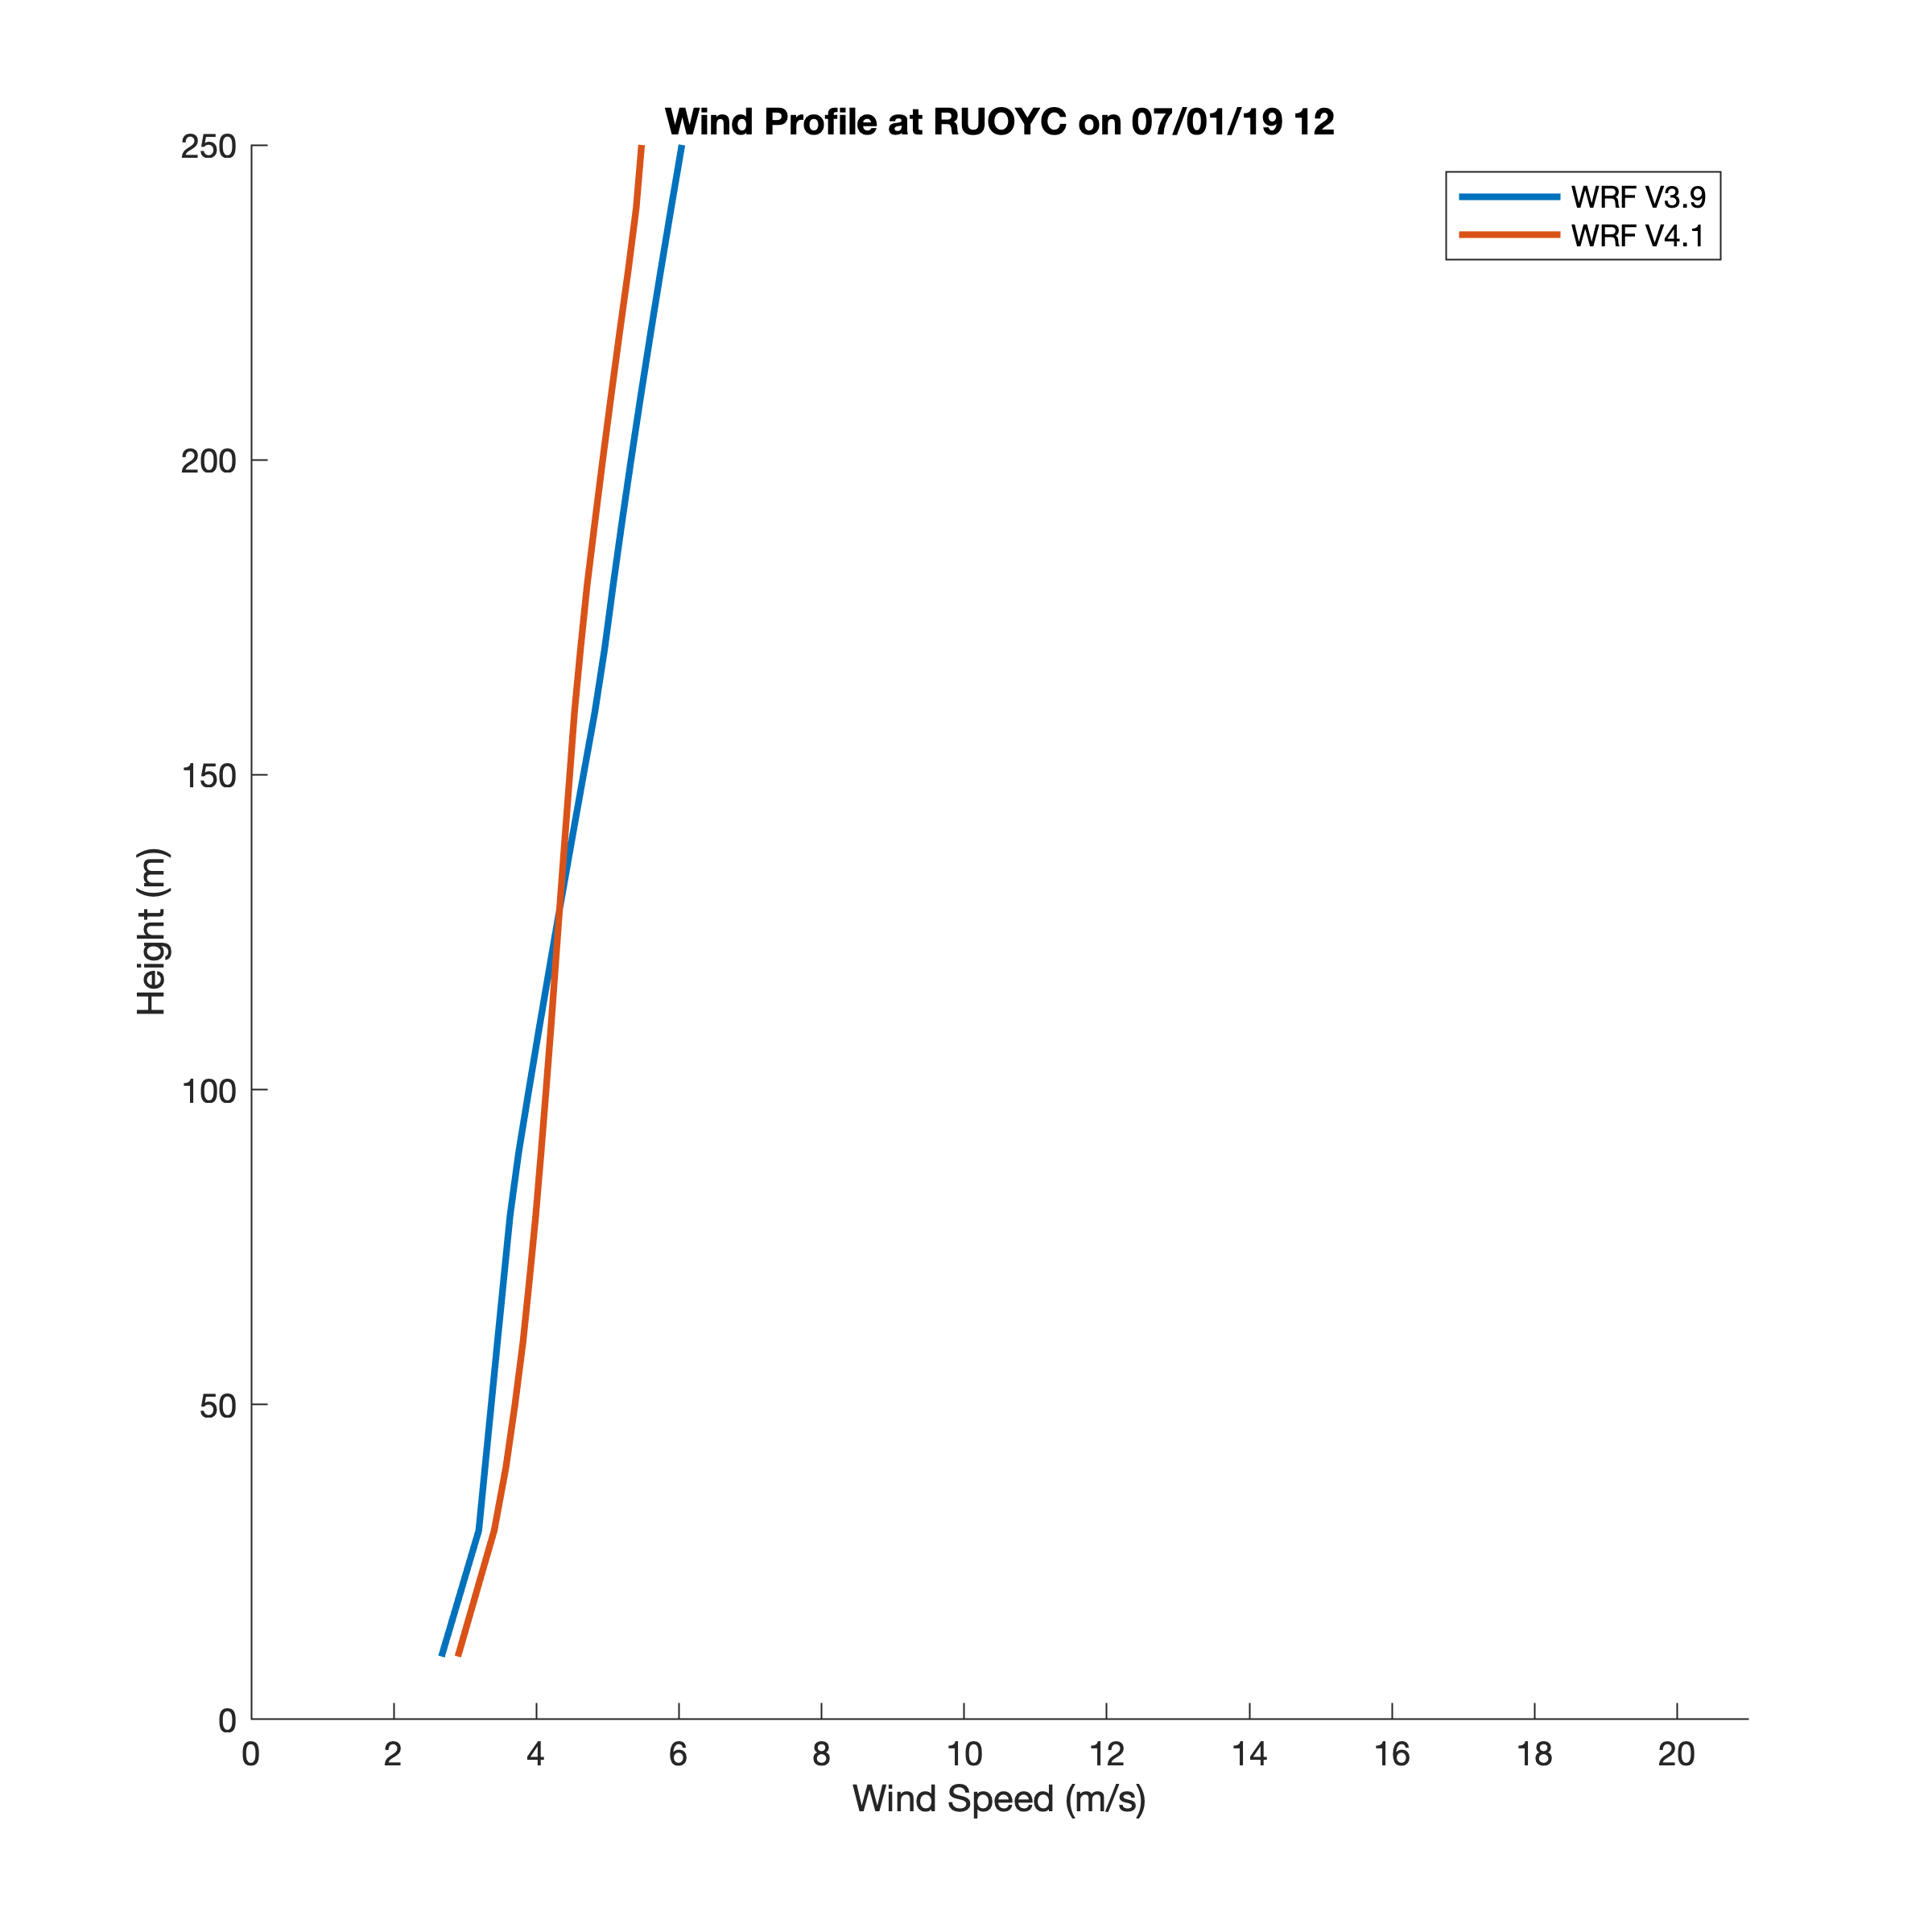 Wind Profile at RUOYC on 07/01/19 12
WRF V3.9
WRF V4.1
250
200
150
100
50
0
Height (m)
0 2 4 6 8 10 12 14 16 18 20
Wind Speed (m/s)